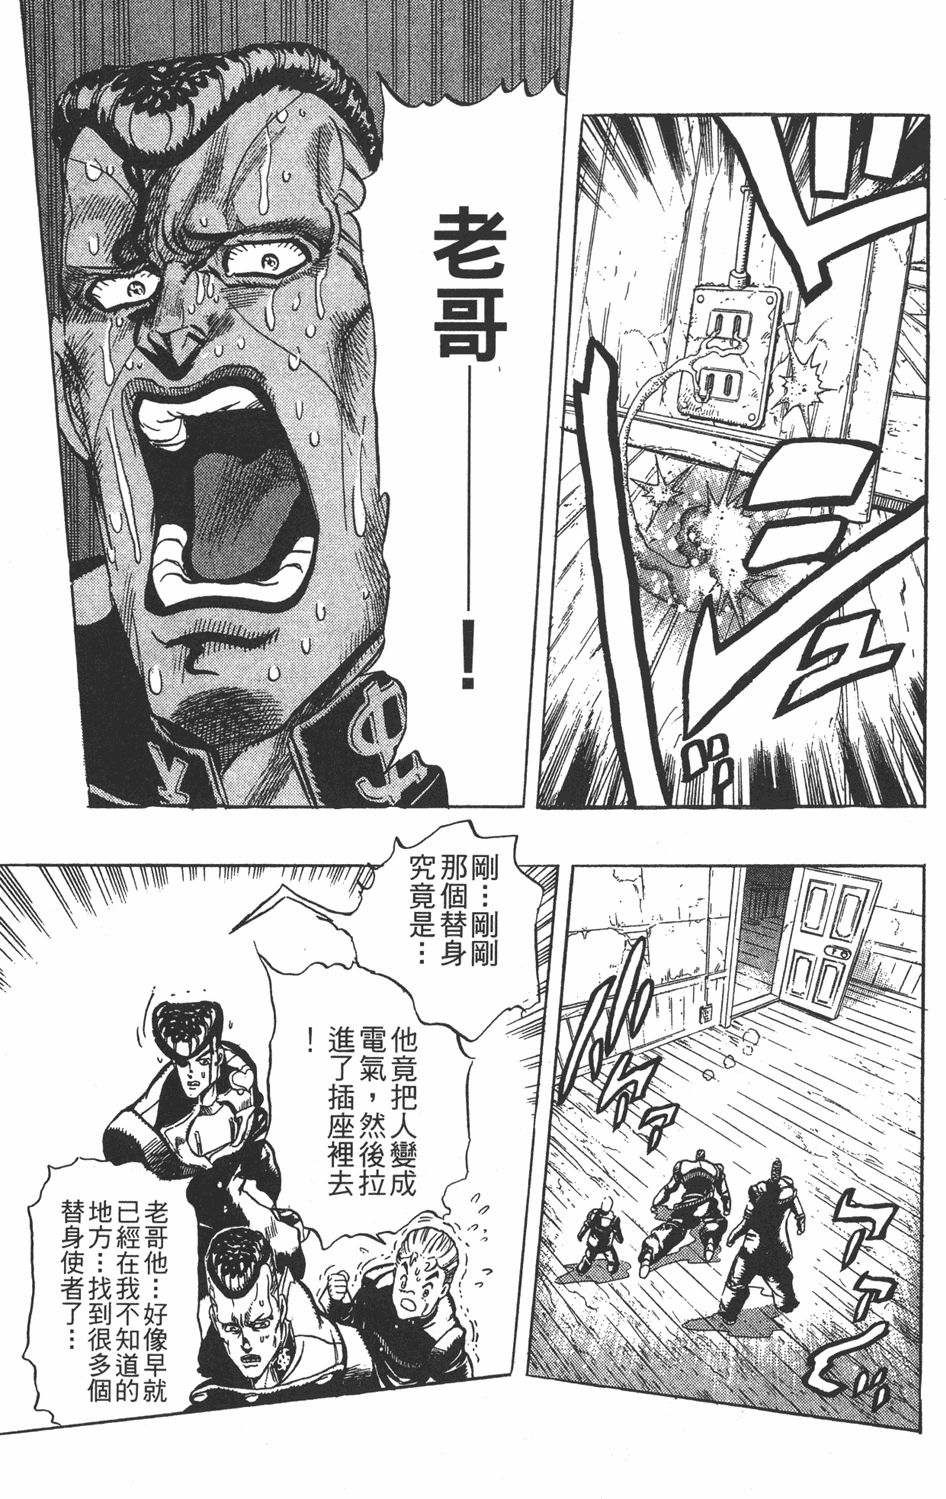 老哥──!
剛…剛剛
那個替身
究竟是…
他竟把人變成
電氣,然後拉
進了插座裡去
!
老哥他…好像早就
已經在我不知道的
地方…找到很多個
替身使者了…